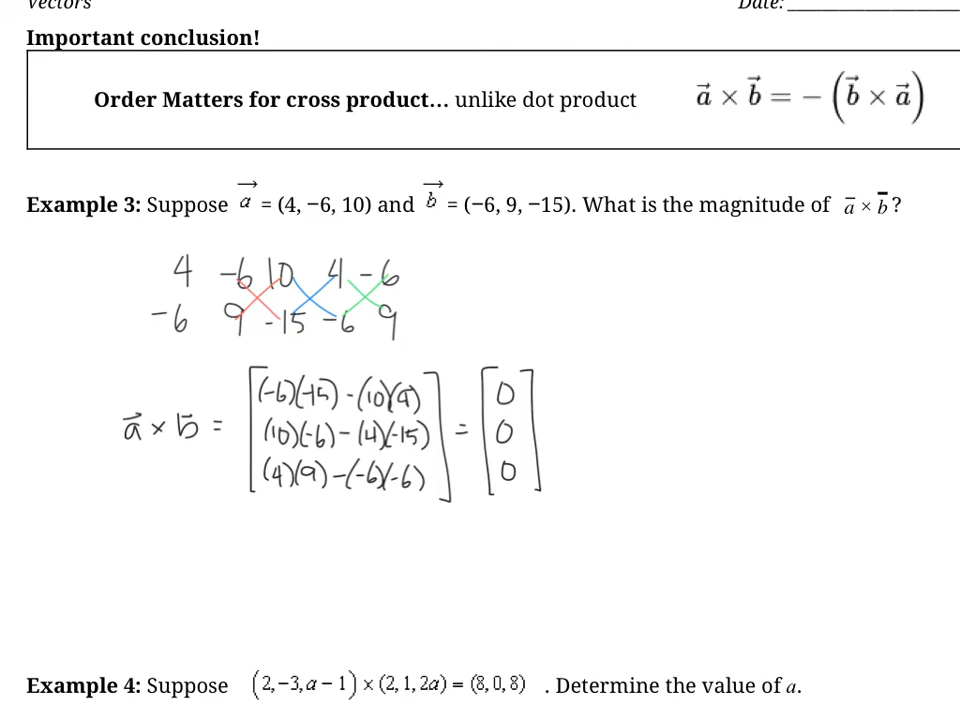 Vectors Date:
Important conclusion!
Order Matters for cross product... unlike dot product a⃗ × b⃗ = − (b⃗ × a⃗)
Example 3: Suppose a⃗ = (4, −6, 10) and b⃗ = (−6, 9, −15). What is the magnitude of a̅ × b̅?
4 -6 10 4 -6
-6 9 -15 -6 9
a⃗ × b⃗ = [(-6)(-15) - (10)(9) = [0
(10)(-6) - (4)(-15) 0
(4)(9) - (-6)(-6)] 0]
Example 4: Suppose (2, −3, a − 1) × (2, 1, 2a) = (8, 0, 8) . Determine the value of a.